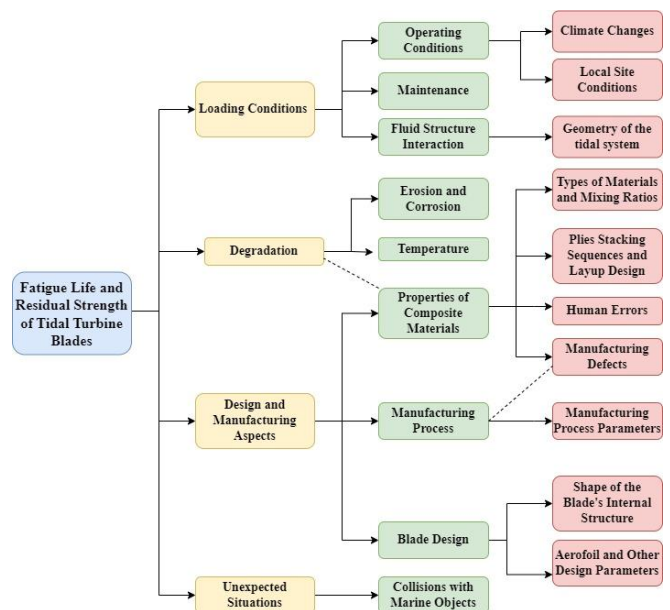 Fatigue Life and
Residual Strength
of Tidal Turbine
Blades
Loading Conditions
Operating
Conditions
Climate Changes
Local Site
Conditions
Maintenance
Fluid Structure
Interaction
Geometry of the
tidal system
Degradation
Erosion and
Corrosion
Temperature
Properties of
Composite
Materials
Types of Materials
and Mixing Ratios
Plies Stacking
Sequences and
Layup Design
Human Errors
Manufacturing
Defects
Design and
Manufacturing
Aspects
Manufacturing
Process
Manufacturing
Process Parameters
Blade Design
Shape of the
Blade's Internal
Structure
Aerofoil and Other
Design Parameters
Unexpected
Situations
Collisions with
Marine Objects